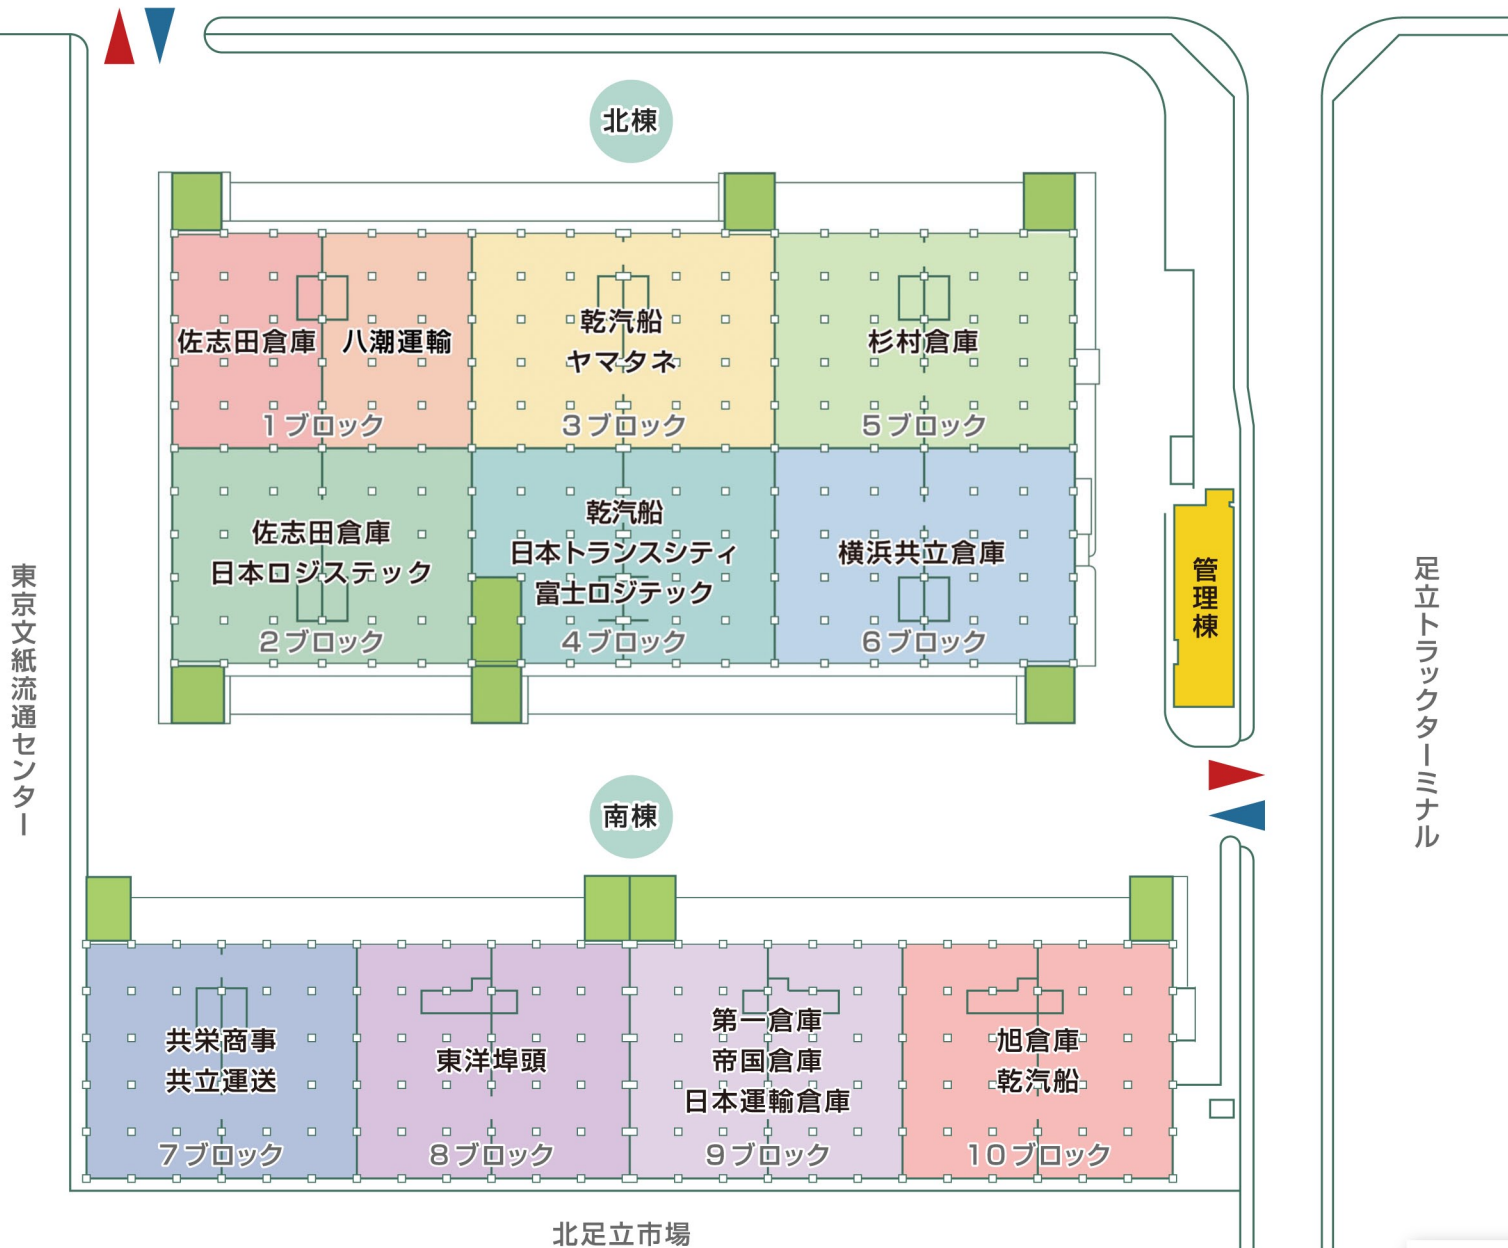 北棟
佐志田倉庫
八潮運輸
1ブロック
乾汽船
ヤマタネ
3ブロック
杉村倉庫
5ブロック
佐志田倉庫
日本ロジステック
2ブロック
乾汽船
日本トランスシティ
富士ロジテック
4ブロック
横浜共立倉庫
6ブロック
管理棟
東京文紙流通センター
足立トラックターミナル
南棟
共栄商事
共立運送
7ブロック
東洋埠頭
8ブロック
第一倉庫
帝国倉庫
日本運輸倉庫
9ブロック
旭倉庫
乾汽船
10ブロック
北足立市場